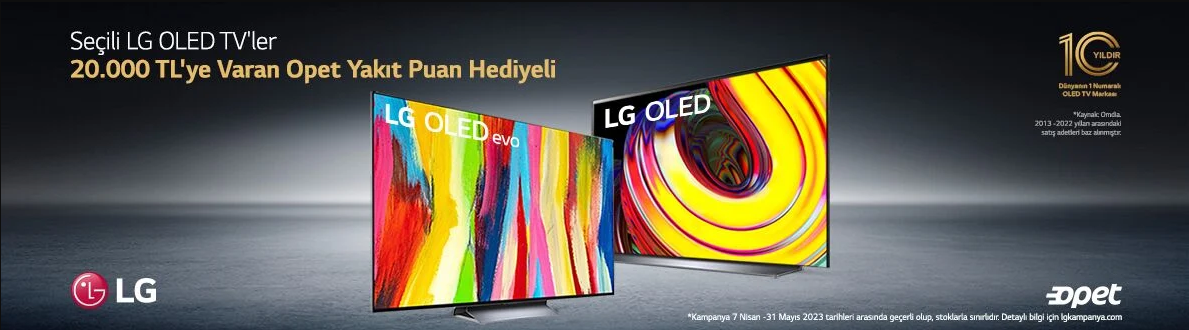 Seçili LG OLED TV'ler
20.000 TL'ye Varan Opet Yakıt Puan Hediyeli
10 YILDIR
Dünyanın 1 Numaralı
OLED TV Markası
*Kaynak: Omdia.
2013 -2022 yılları arasındaki
satış adetleri baz alınmıştır.
LG OLED evo
LG OLED
LG
opet
*Kampanya 7 Nisan -31 Mayıs 2023 tarihleri arasında geçerli olup, stoklarla sınırlıdır. Detaylı bilgi için lgkampanya.com